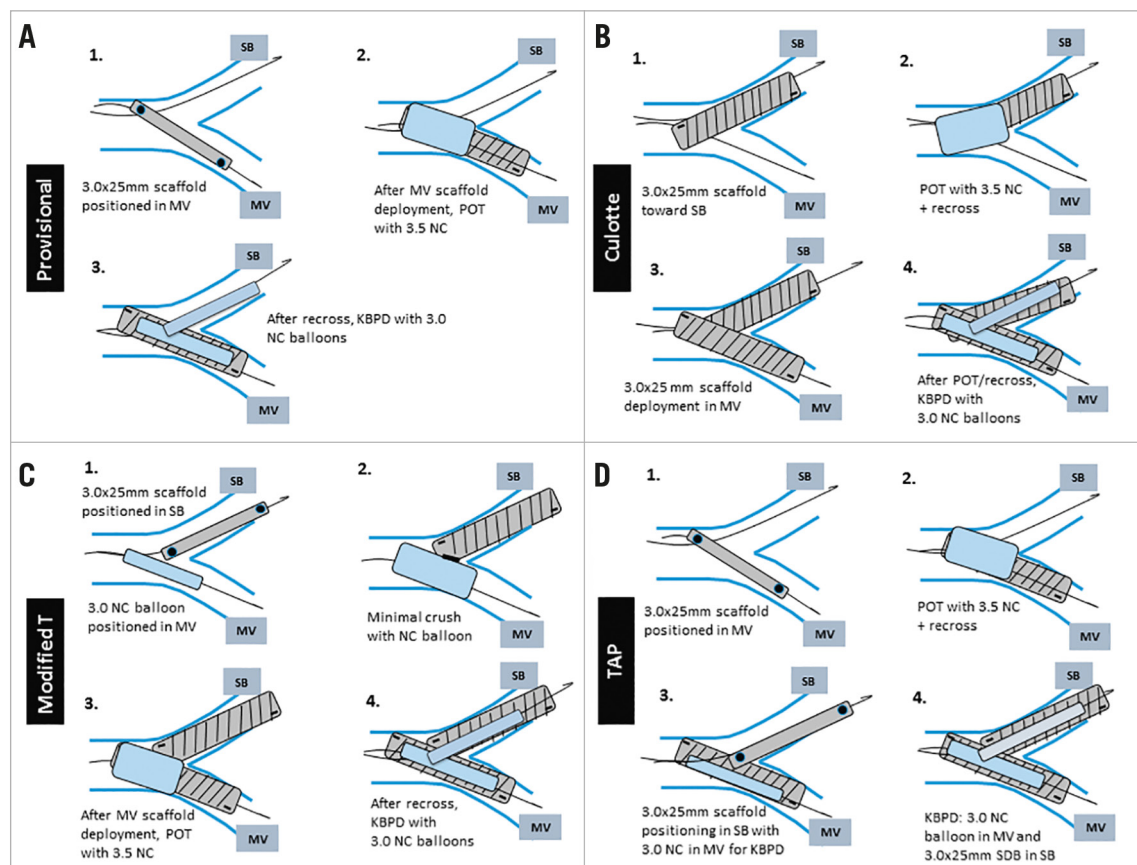 A
Provisional
1.
SB
3.0x25mm scaffold
positioned in MV
MV
2.
SB
After MV scaffold
deployment, POT
with 3.5 NC
MV
3.
SB
After recross, KBPD with 3.0
NC balloons
MV
B
Culotte
1.
SB
3.0x25mm scaffold
toward SB
MV
2.
SB
POT with 3.5 NC
+ recross
MV
3.
SB
3.0x25 mm scaffold
deployment in MV
MV
4.
SB
After POT/recross,
KBPD with
3.0 NC balloons
MV
C
Modified T
1.
SB
3.0x25mm scaffold
positioned in SB
3.0 NC balloon
positioned in MV
MV
2.
SB
Minimal crush
with NC balloon
MV
3.
SB
After MV scaffold
deployment, POT
with 3.5 NC
MV
4.
SB
After recross,
KBPD with
3.0 NC balloons
MV
D
TAP
1.
SB
3.0x25mm scaffold
positioned in MV
MV
2.
SB
POT with 3.5 NC
+ recross
MV
3.
SB
3.0x25mm scaffold
positioning in SB with
3.0 NC in MV for KBPD
MV
4.
SB
KBPD: 3.0 NC
balloon in MV and
3.0x25mm SDB in SB
MV